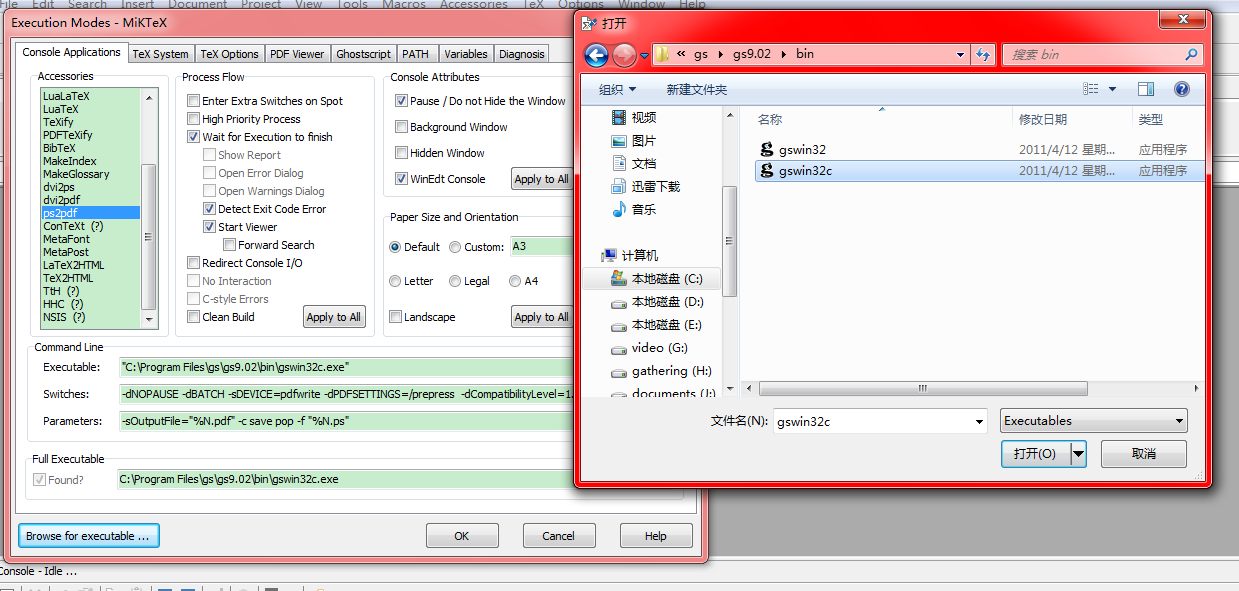 File Edit Search Insert Document Project View Tools Macros Accessories TeX Options Window Help
Execution Modes - MiKTeX
Console Applications TeX System TeX Options PDF Viewer Ghostscript PATH Variables Diagnosis
Accessories
LuaLaTeX
LuaTeX
TeXify
PDFTeXify
BibTeX
MakeIndex
MakeGlossary
dvi2ps
dvi2pdf
ps2pdf
ConTeXt (?)
MetaFont
MetaPost
LaTeX2HTML
TeX2HTML
TtH (?)
HHC (?)
NSIS (?)
Process Flow
Enter Extra Switches on Spot
High Priority Process
Wait for Execution to finish
Show Report
Open Error Dialog
Open Warnings Dialog
Detect Exit Code Error
Start Viewer
Forward Search
Redirect Console I/O
No Interaction
C-style Errors
Clean Build
Apply to All
Console Attributes
Pause / Do not Hide the Window
Background Window
Hidden Window
WinEdt Console
Apply to All
Paper Size and Orientation
Default Custom: A3
Letter Legal A4
Landscape
Apply to All
Command Line
Executable: "C:\Program Files\gs\gs9.02\bin\gswin32c.exe"
Switches: -dNOPAUSE -dBATCH -sDEVICE=pdfwrite -dPDFSETTINGS=/prepress -dCompatibilityLevel=1.
Parameters: -sOutputFile="%N.pdf" -c save pop -f "%N.ps"
Full Executable
Found? C:\Program Files\gs\gs9.02\bin\gswin32c.exe
Browse for executable ...
OK
Cancel
Help
Console - Idle ...
打开
« gs bin gs9.02
搜索 bin
组织
新建文件夹
视频
图片
文档
迅雷下载
音乐
计算机
本地磁盘 (C:)
本地磁盘 (D:)
本地磁盘 (E:)
video (G:)
gathering (H:)
documents (I:)
名称 修改日期 类型
gswin32 2011/4/12 星期... 应用程序
gswin32c 2011/4/12 星期... 应用程序
文件名(N): gswin32c
Executables
打开(O)
取消